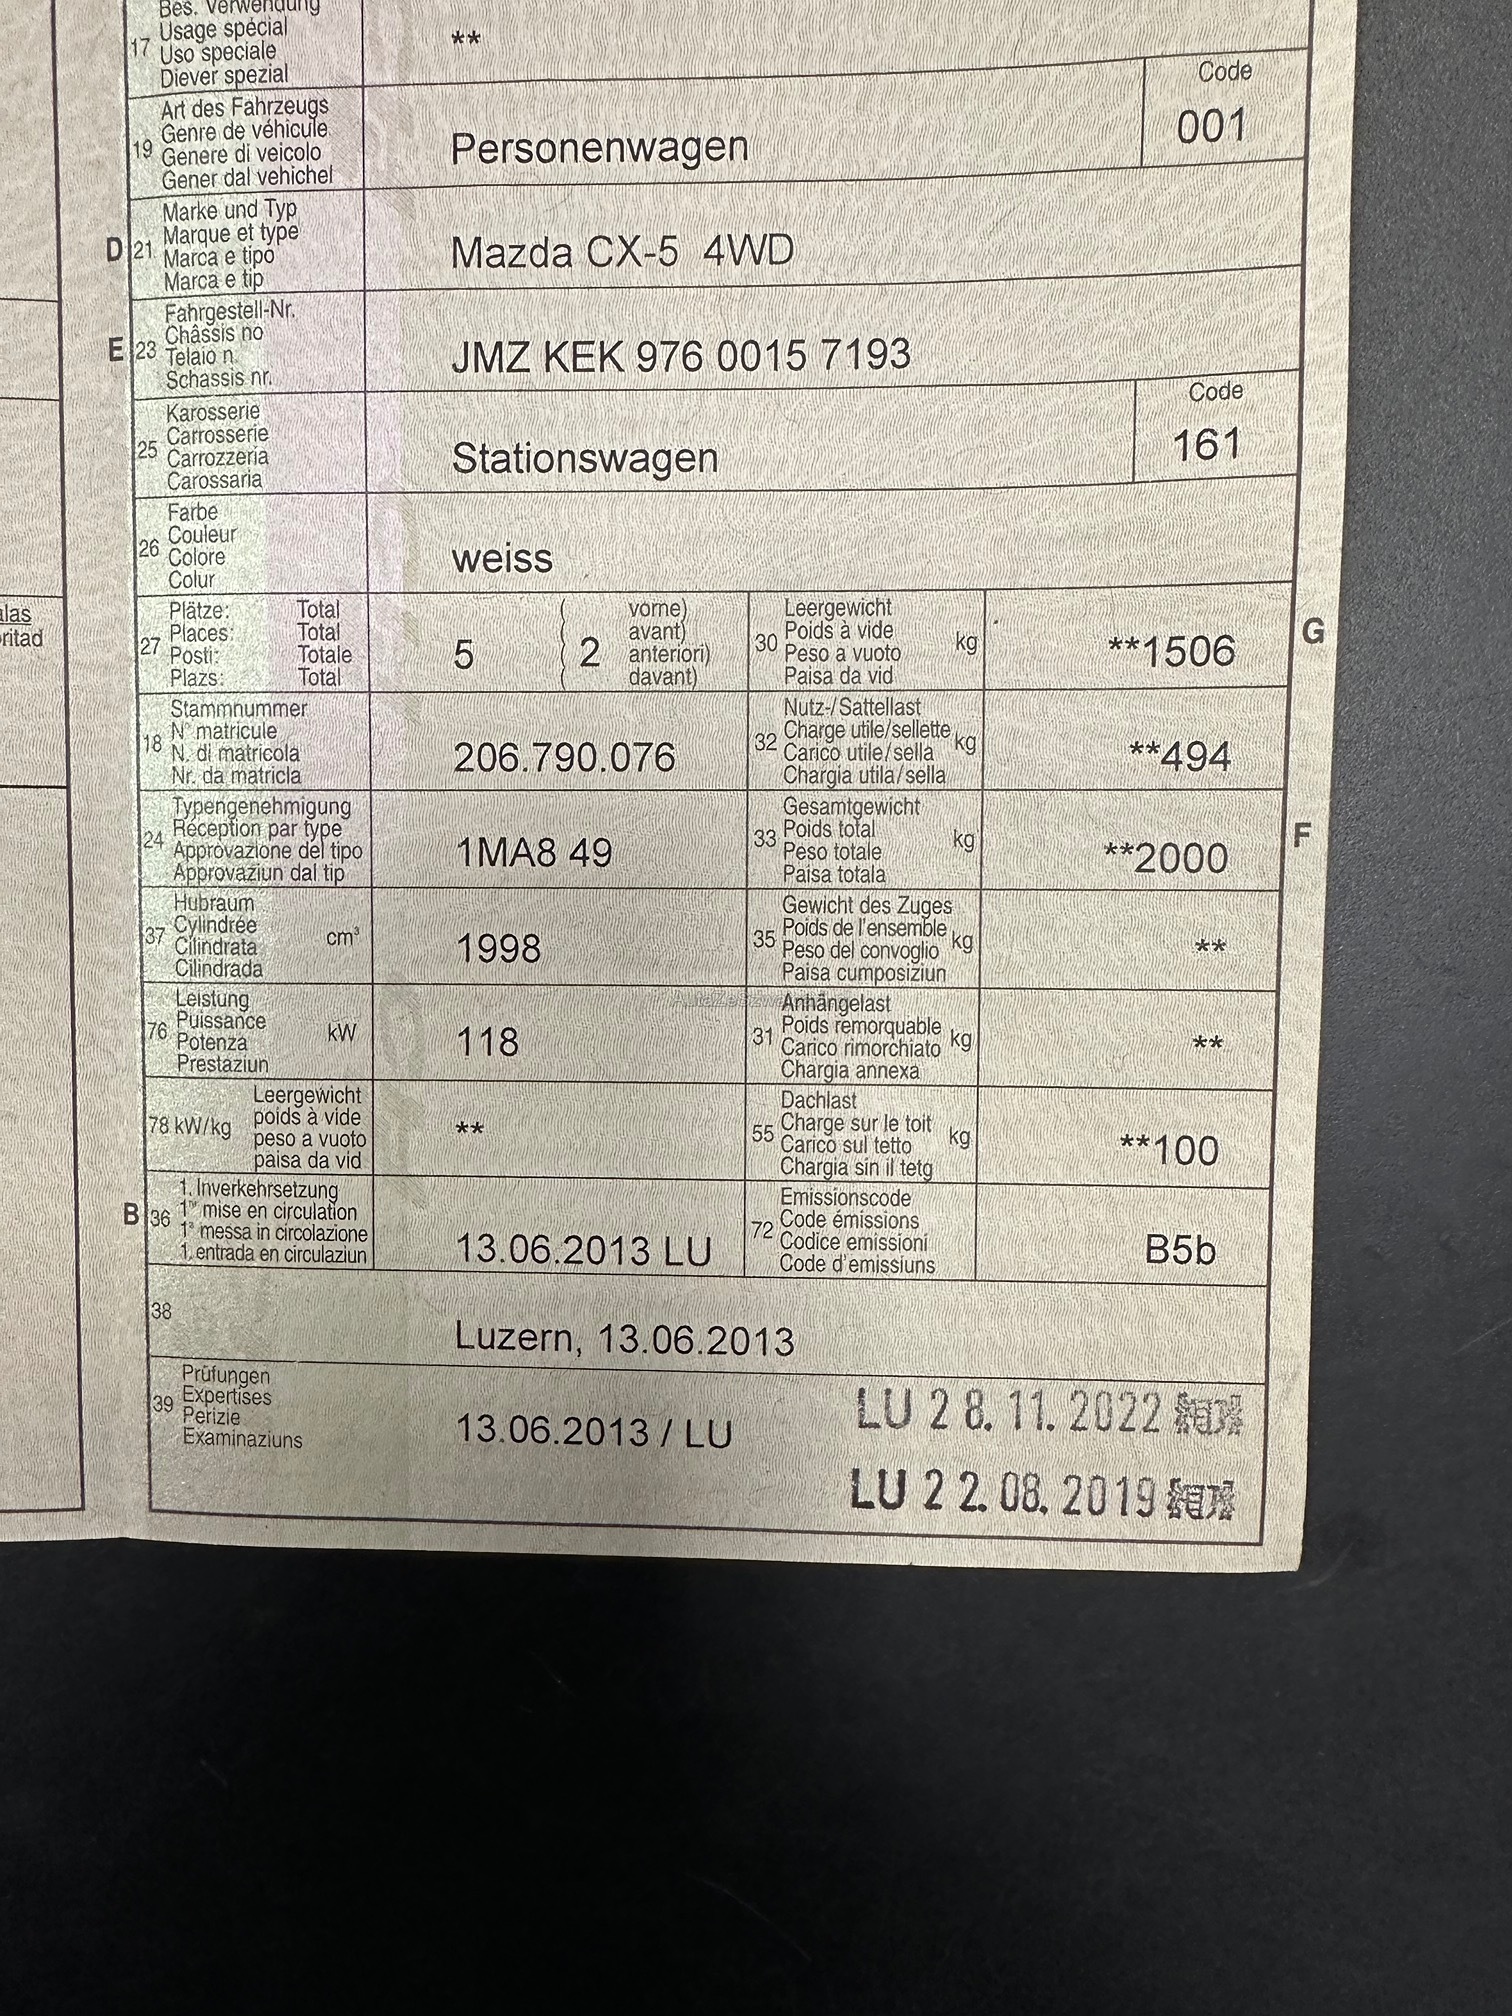 Bes. Verwendung
17 Usage spécial
Uso speciale
Diever spezial
**
19 Art des Fahrzeugs
Genre de véhicule
Genere di veicolo
Gener dal vehichel
Personenwagen
Code
001
D 21 Marke und Typ
Marque et type
Marca e tipo
Marca e tip
Mazda CX-5 4WD
E 23 Fahrgestell-Nr.
Châssis no
Telaio n.
Schassis nr.
JMZ KEK 976 0015 7193
25 Karosserie
Carrosserie
Carrozzeria
Carossaria
Stationswagen
Code
161
26 Farbe
Couleur
Colore
Colur
weiss
27 Plätze: Total
Places: Total
Posti: Totale
Plazs: Total
5 ( 2 vorne)
avant)
anteriori)
davant)
30 Leergewicht
Poids à vide kg
Peso a vuoto
Paisa da vid
**1506
G
18 Stammnummer
N° matricule
N. di matricola
Nr. da matricla
206.790.076
32 Nutz-/Sattellast
Charge utile/sellette kg
Carico utile/sella
Chargia utila/sella
**494
24 Typengenehmigung
Réception par type
Approvazione del tipo
Approvaziun dal tip
1MA8 49
33 Gesamtgewicht
Poids total kg
Peso totale
Paisa totala
**2000
F
37 Hubraum
Cylindrée cm³
Cilindrata
Cilindrada
1998
35 Gewicht des Zuges
Poids de l'ensemble kg
Peso del convoglio
Paisa cumposiziun
**
76 Leistung
Puissance kW
Potenza
Prestaziun
118
31 Anhängelast
Poids remorquable kg
Carico rimorchiato
Chargia annexa
**
78 kW/kg Leergewicht
poids à vide
peso a vuoto
paisa da vid
**
55 Dachlast
Charge sur le toit kg
Carico sul tetto
Chargia sin il tetg
**100
B 36 1. Inverkehrsetzung
1re mise en circulation
1a messa in circolazione
1. entrada en circulaziun
13.06.2013 LU
72 Emissionscode
Code émissions
Codice emissioni
Code d'emissiuns
B5b
38
Luzern, 13.06.2013
39 Prüfungen
Expertises
Perizie
Examinaziuns
13.06.2013 / LU
LU 28.11.2022
LU 22.08.2019
alas
oritad